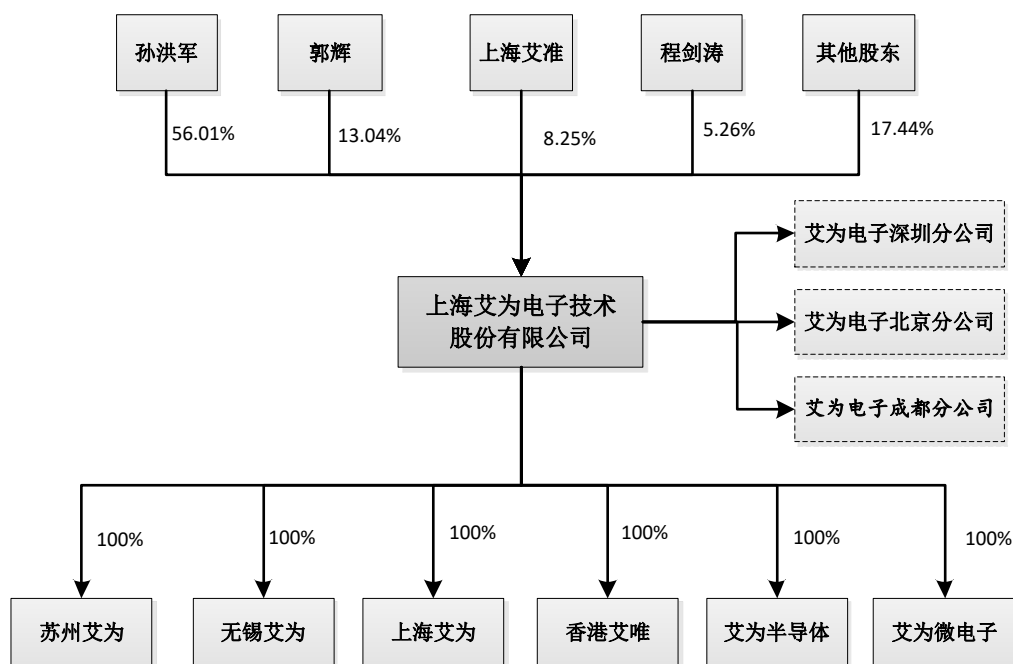 孙洪军
郭辉
上海艾准
程剑涛
其他股东
56.01%
13.04%
8.25%
5.26%
17.44%
艾为电子深圳分公司
上海艾为电子技术
股份有限公司
艾为电子北京分公司
艾为电子成都分公司
100%
100%
100%
100%
100%
100%
苏州艾为
无锡艾为
上海艾为
香港艾唯
艾为半导体
艾为微电子